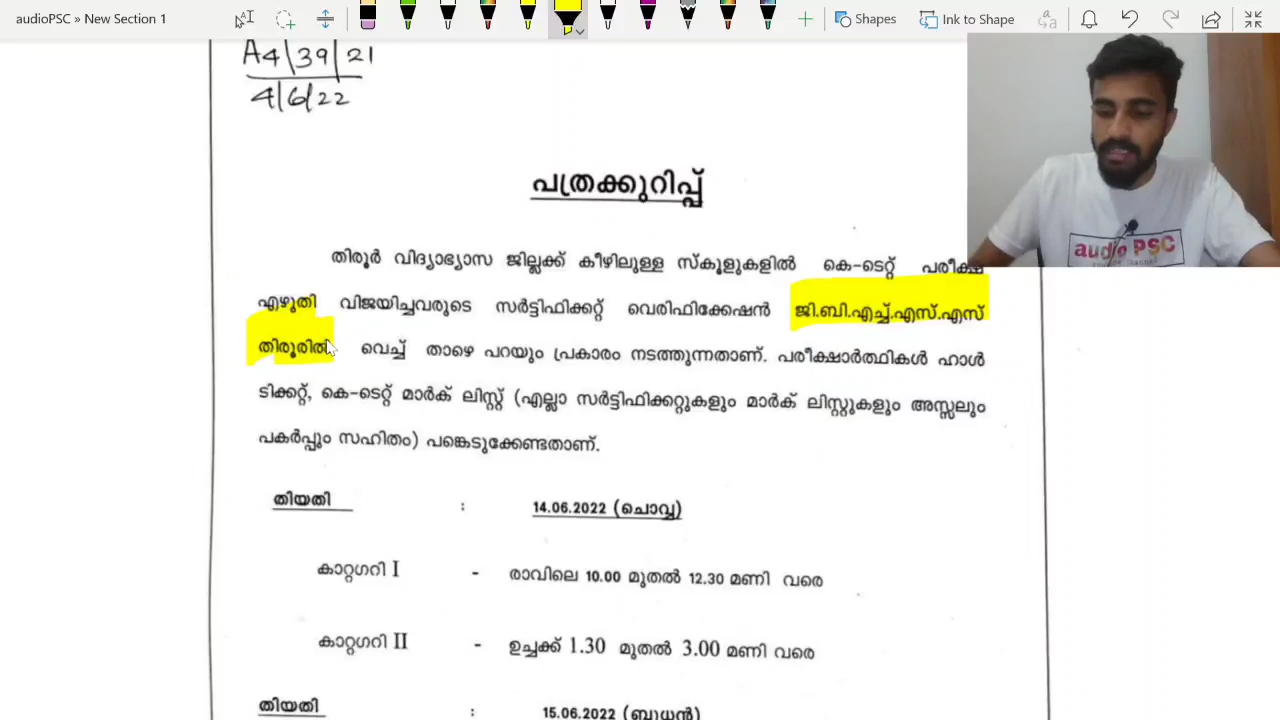 audioPSC » New Section 1
Shapes
Ink to Shape
A4/39/21
4/6/22
പത്രക്കുറിപ്പ്
തിരൂർ വിദ്യാഭ്യാസ ജില്ലക്ക് കീഴിലുള്ള സ്കൂളുകളിൽ കെ-ടെറ്റ് പരീക്ഷ
എഴുതി വിജയിച്ചവരുടെ സർട്ടിഫിക്കറ്റ് വെരിഫിക്കേഷൻ ജി.ബി.എച്ച്.എസ്.എസ്
തിരൂരിൽ വെച്ച് താഴെ പറയും പ്രകാരം നടത്തുന്നതാണ്. പരീക്ഷാർത്ഥികൾ ഹാൾ
ടിക്കറ്റ്, കെ-ടെറ്റ് മാർക് ലിസ്റ്റ് (എല്ലാ സർട്ടിഫിക്കറ്റുകളും മാർക് ലിസ്റ്റുകളും അസ്സലും
പകർപ്പും സഹിതം) പങ്കെടുക്കേണ്ടതാണ്.
തിയതി : 14.06.2022 (ചൊവ്വ)
കാറ്റഗറി I - രാവിലെ 10.00 മുതൽ 12.30 മണി വരെ
കാറ്റഗറി II - ഉച്ചക്ക് 1.30 മുതൽ 3.00 മണി വരെ
തിയതി : 15.06.2022 (ബുധൻ)
audio PSC